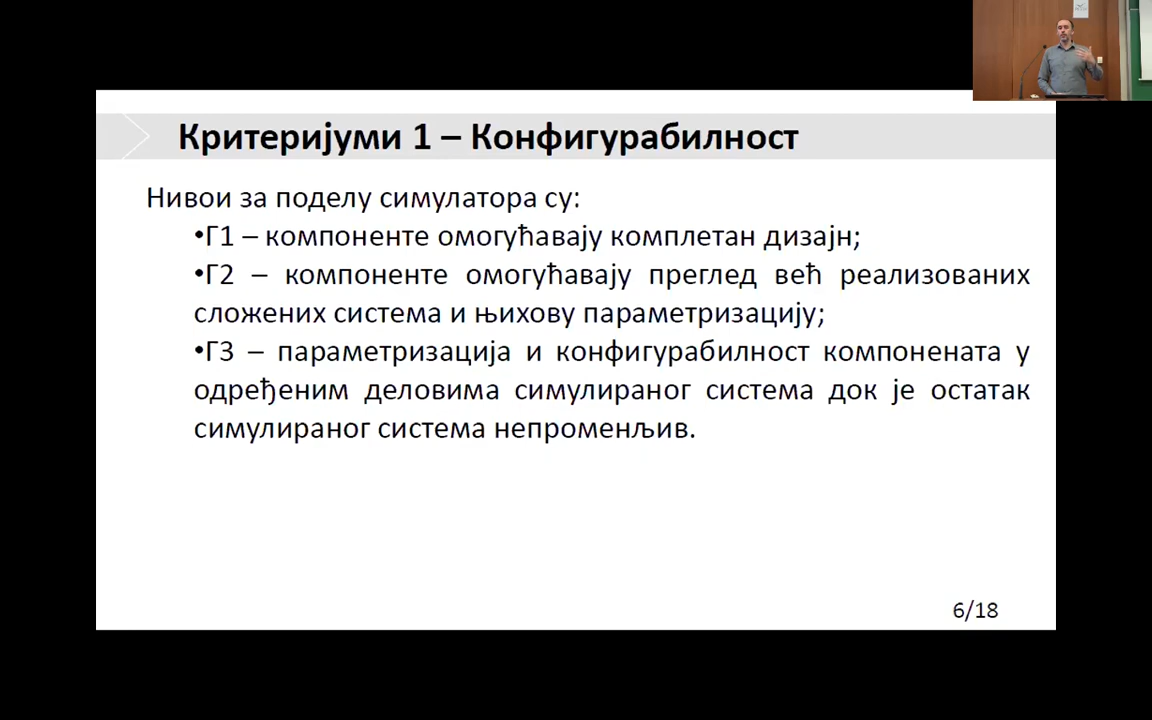 Критеријуми 1 – Конфигурабилност
Нивои за поделу симулатора су:
•Г1 – компоненте омогућавају комплетан дизајн;
•Г2 – компоненте омогућавају преглед већ реализованих
сложених система и њихову параметризацију;
•Г3 – параметризација и конфигурабилност компонената у
одређеним деловима симулираног система док је остатак
симулираног система непроменљив.
6/18